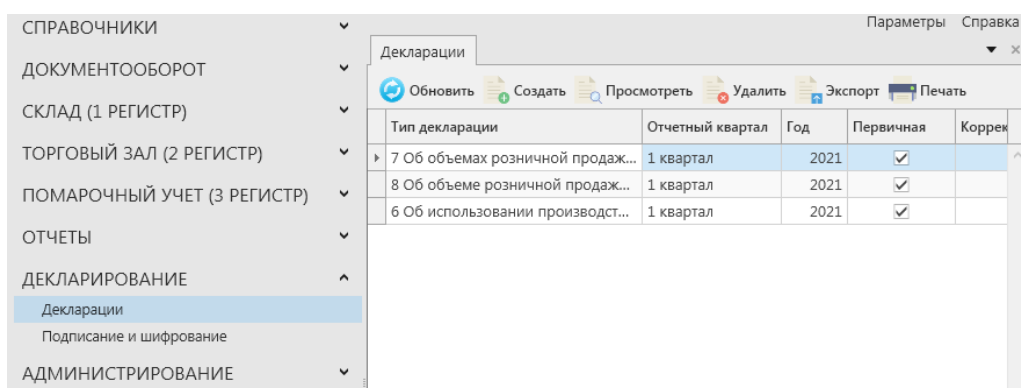 Параметры Справка
СПРАВОЧНИКИ
ДОКУМЕНТООБОРОТ
СКЛАД (1 РЕГИСТР)
ТОРГОВЫЙ ЗАЛ (2 РЕГИСТР)
ПОМАРОЧНЫЙ УЧЕТ (3 РЕГИСТР)
ОТЧЕТЫ
ДЕКЛАРИРОВАНИЕ
Декларации
Подписание и шифрование
АДМИНИСТРИРОВАНИЕ
Декларации
Обновить Создать Просмотреть Удалить Экспорт Печать
Тип декларации Отчетный квартал Год Первичная Коррек
7 Об объемах розничной продаж... 1 квартал 2021
8 Об объеме розничной продаж... 1 квартал 2021
6 Об использовании производст... 1 квартал 2021